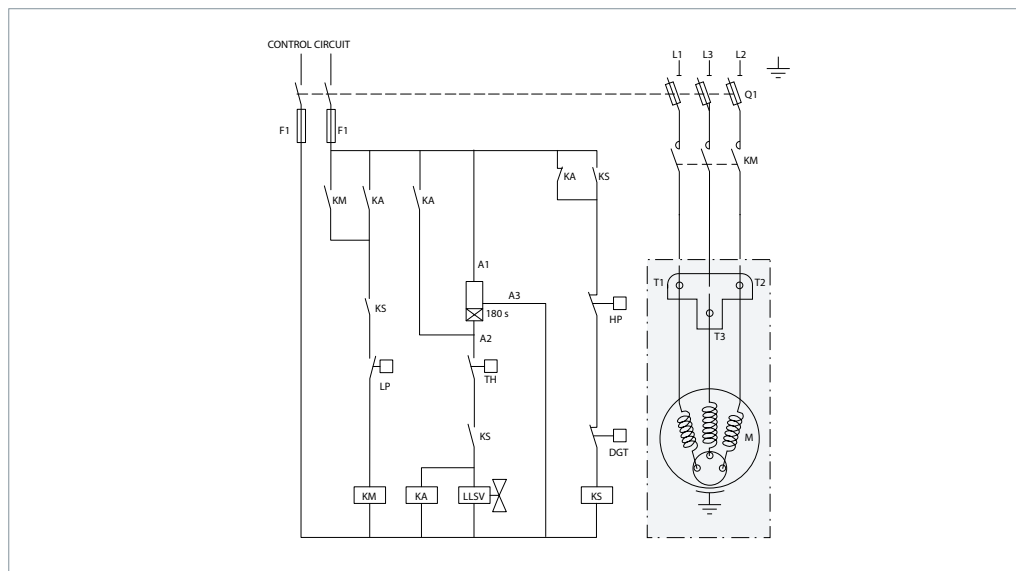 CONTROL CIRCUIT
L1 L3 L2
Q1
F1 F1
KM
KA KS
KM KA KA
A1
T1 T2
A3
180 s
KS HP
T3
A2
LP TH
KS M
DGT
KM KA LLSV KS